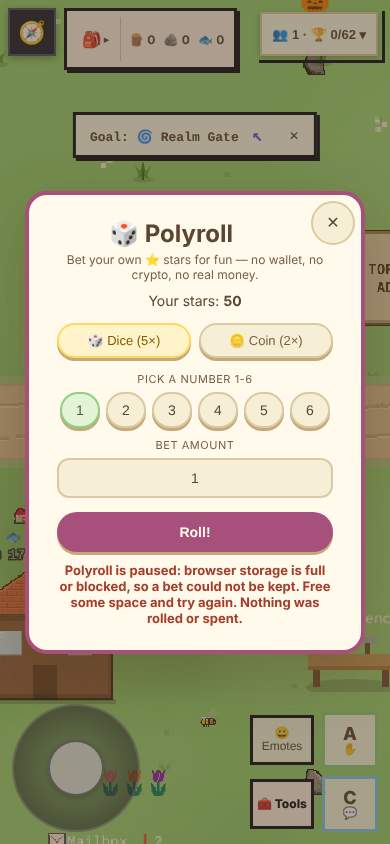 ▸ 0 0 0
1 · 0/62 ▾
Goal: Realm Gate ✕
✕
Polyroll
Bet your own ⭐ stars for fun — no wallet, no
crypto, no real money.
Your stars: 50
Dice (5×)
Coin (2×)
PICK A NUMBER 1-6
1 2 3 4 5 6
BET AMOUNT
1
Roll!
Polyroll is paused: browser storage is full
or blocked, so a bet could not be kept. Free
some space and try again. Nothing was
rolled or spent.
Emotes
A
Tools
C
Mailbox